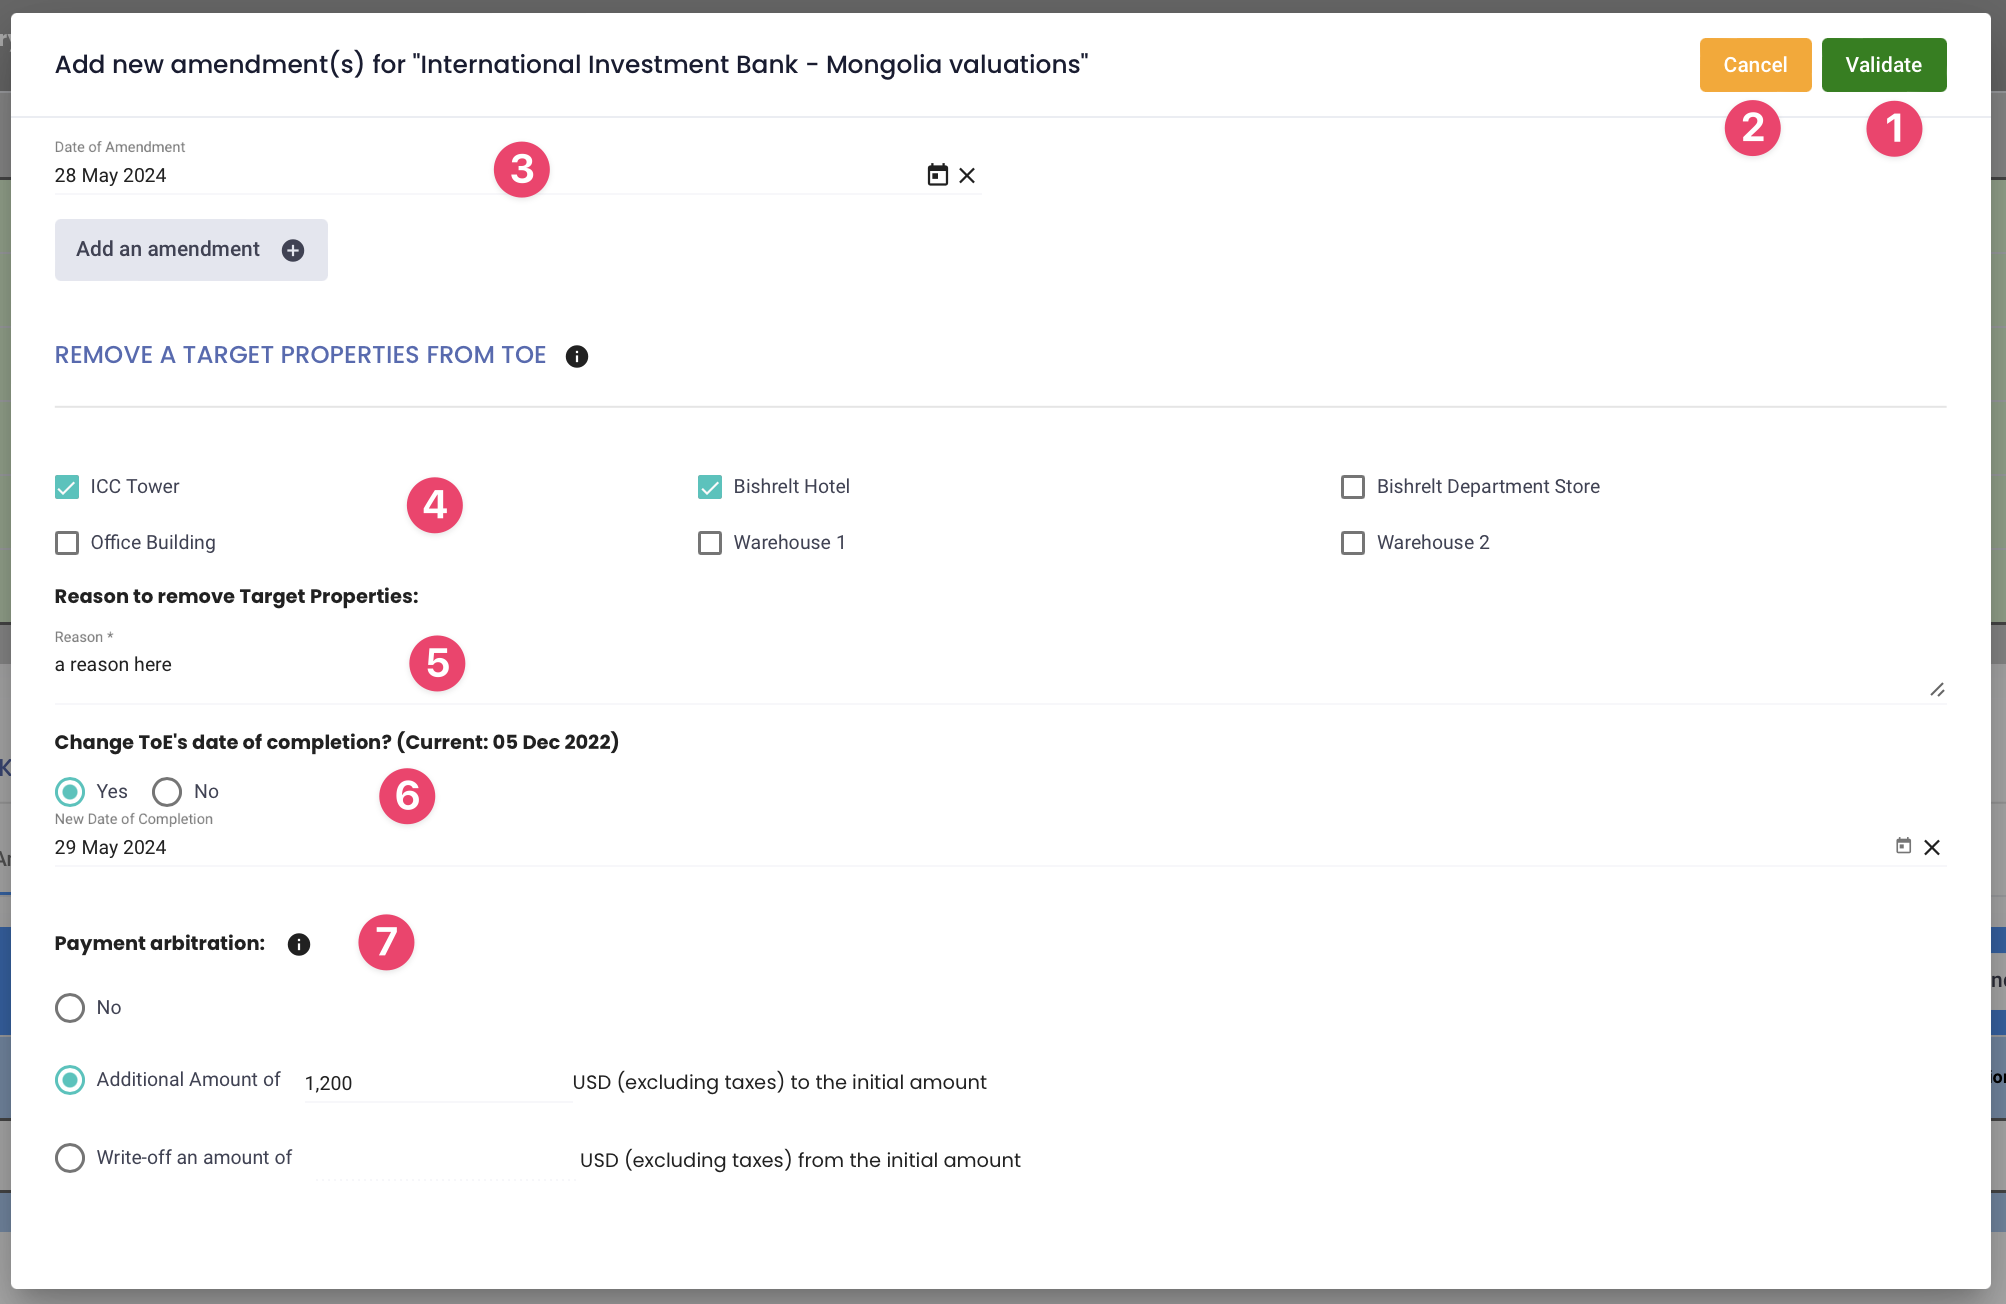 Add new amendment(s) for "International Investment Bank - Mongolia valuations"
Cancel
Validate
2
1
Date of Amendment
28 May 2024
3
Add an amendment
REMOVE A TARGET PROPERTIES FROM TOE
ICC Tower
Bishrelt Hotel
Bishrelt Department Store
4
Office Building
Warehouse 1
Warehouse 2
Reason to remove Target Properties:
Reason *
a reason here
5
Change ToE's date of completion? (Current: 05 Dec 2022)
Yes
No
6
New Date of Completion
29 May 2024
Payment arbitration:
7
No
Additional Amount of
1,200
USD (excluding taxes) to the initial amount
Write-off an amount of
USD (excluding taxes) from the initial amount